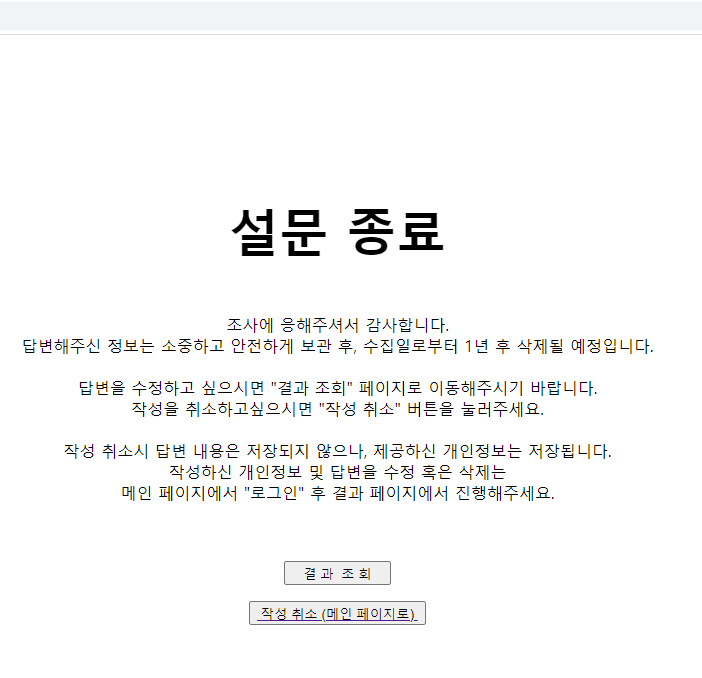 설문 종료
조사에 응해주셔서 감사합니다.
답변해주신 정보는 소중하고 안전하게 보관 후, 수집일로부터 1년 후 삭제될 예정입니다.
답변을 수정하고 싶으시면 "결과 조회" 페이지로 이동해주시기 바랍니다.
작성을 취소하고싶으시면 "작성 취소" 버튼을 눌러주세요.
작성 취소시 답변 내용은 저장되지 않으나, 제공하신 개인정보는 저장됩니다.
작성하신 개인정보 및 답변을 수정 혹은 삭제는
메인 페이지에서 "로그인" 후 결과 페이지에서 진행해주세요.
결 과 조 회
작성 취소 (메인 페이지로)